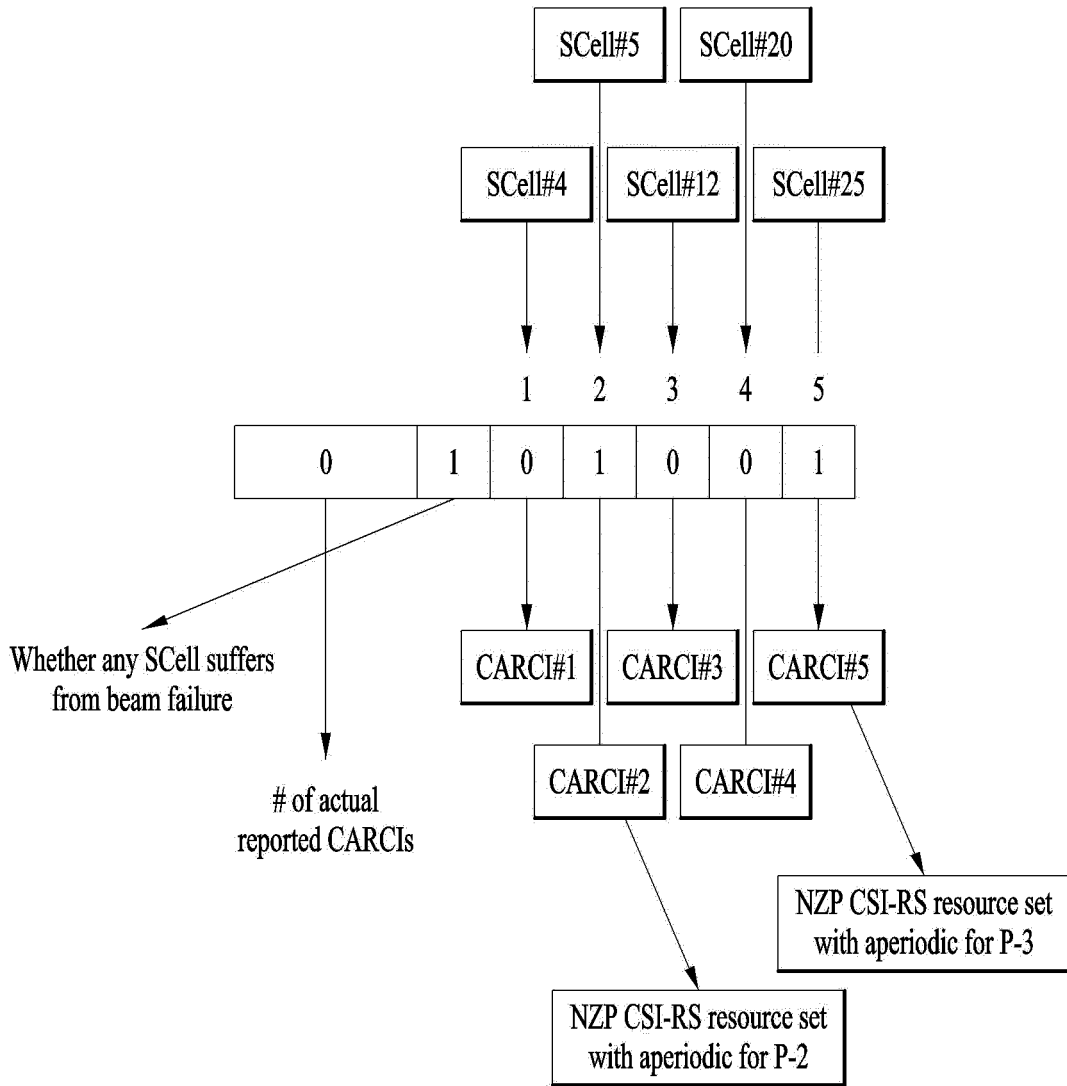 SCell#5 SCell#20
SCell#4 SCell#12 SCell#25
1 2 3 4 5
0 1 0 1 0 0 1
Whether any SCell suffers
from beam failure
CARCI#1 CARCI#3 CARCI#5
CARCI#2 CARCI#4
# of actual
reported CARCIs
NZP CSI-RS resource set
with aperiodic for P-3
NZP CSI-RS resource set
with aperiodic for P-2